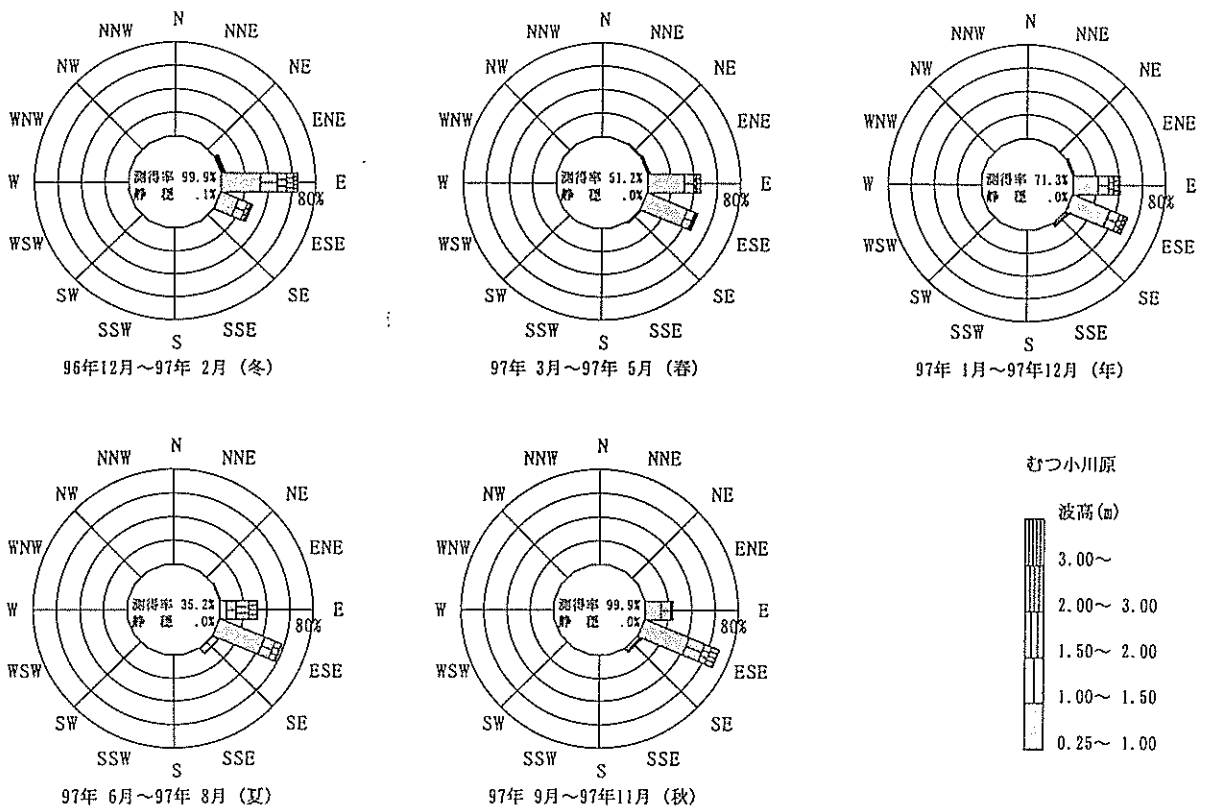 N
NNW
NNE
NW
NE
WNW
ENE
W
測得率 99.9%
静 穏 .1%
E
80%
WSW
ESE
SW
SE
SSW
SSE
S
96年12月～97年 2月 (冬)
N
NNW
NNE
NW
NE
WNW
ENE
W
測得率 51.2%
静 穏 .0%
E
80%
WSW
ESE
SW
SE
SSW
SSE
S
97年 3月～97年 5月 (春)
N
NNW
NNE
NW
NE
WNW
ENE
W
測得率 71.3%
静 穏 .0%
E
80%
WSW
ESE
SW
SE
SSW
SSE
S
97年 1月～97年12月 (年)
N
NNW
NNE
NW
NE
WNW
ENE
W
測得率 35.2%
静 穏 .0%
E
80%
WSW
ESE
SW
SE
SSW
SSE
S
97年 6月～97年 8月 (夏)
N
NNW
NNE
NW
NE
WNW
ENE
W
測得率 99.9%
静 穏 .0%
E
80%
WSW
ESE
SW
SE
SSW
SSE
S
97年 9月～97年11月 (秋)
むつ小川原
波高(m)
3.00～
2.00～ 3.00
1.50～ 2.00
1.00～ 1.50
0.25～ 1.00